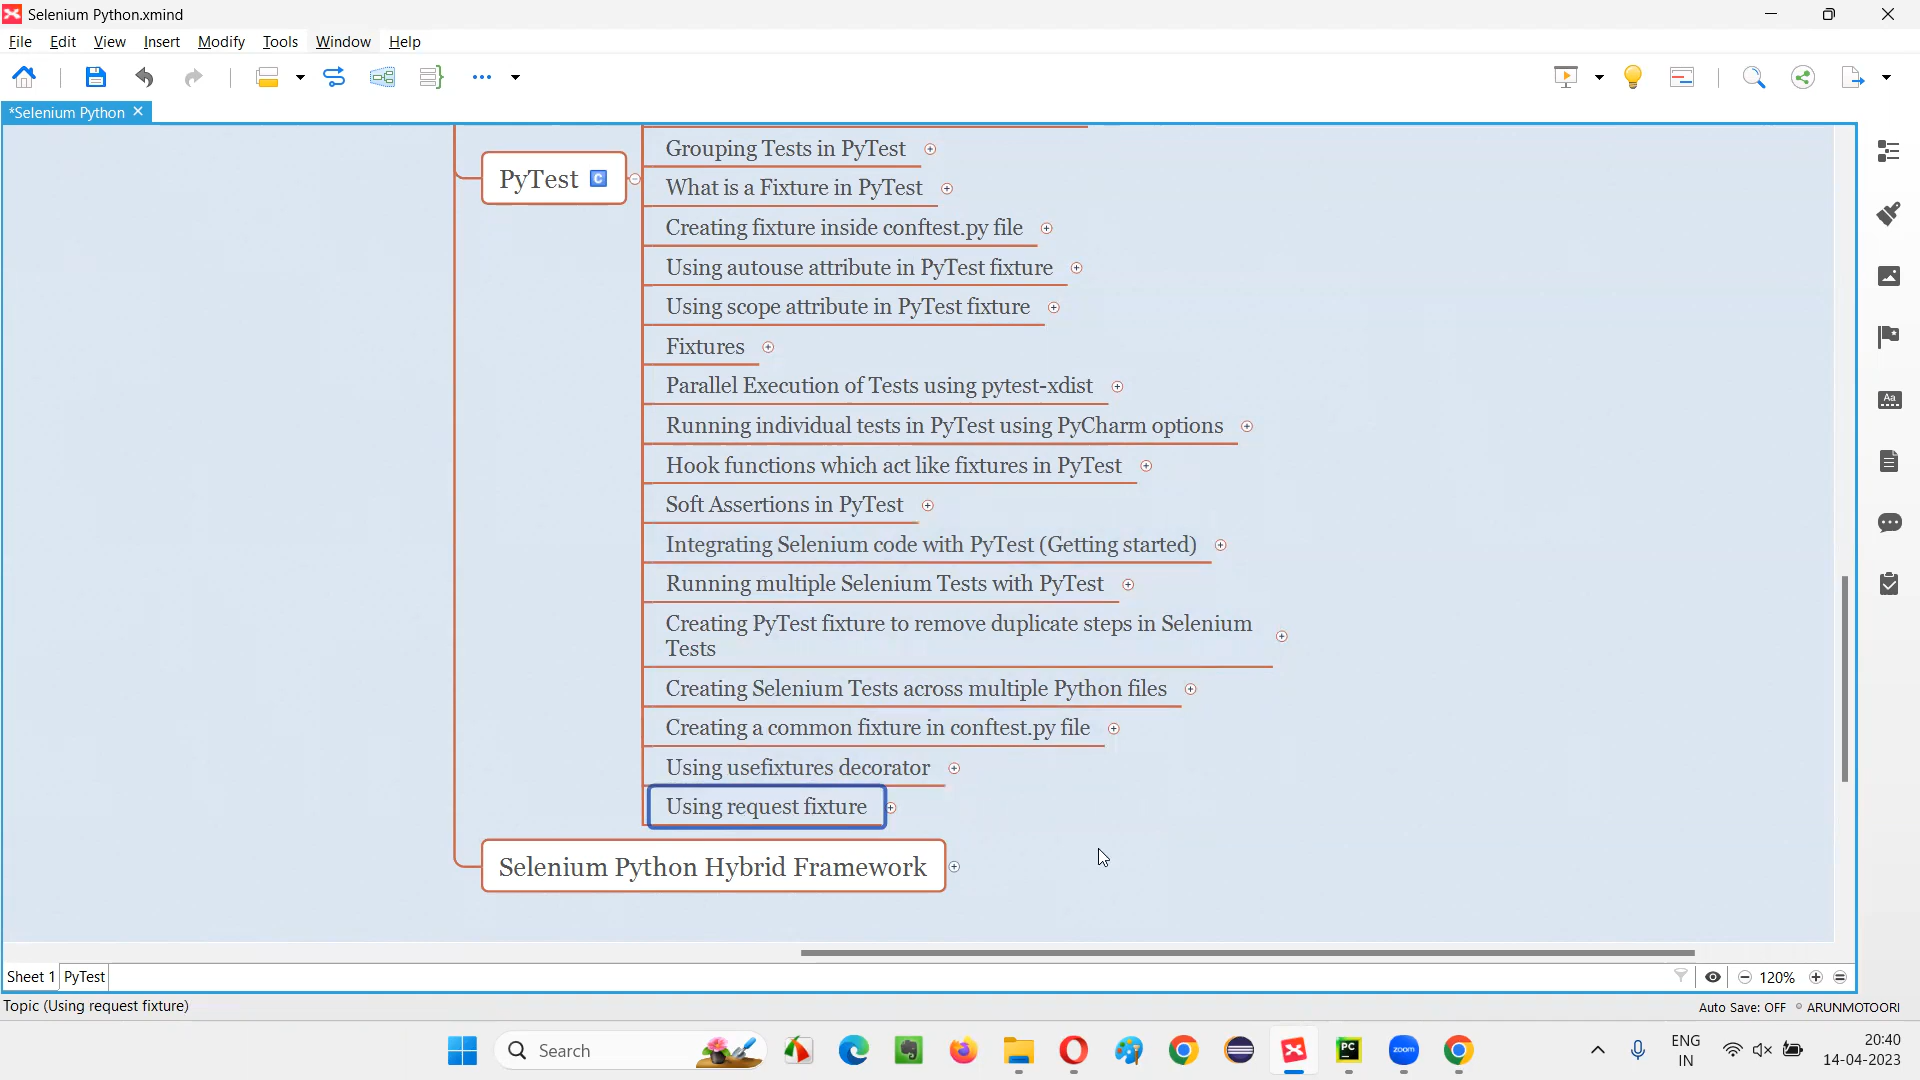 Selenium Python.xmind
File Edit View Insert Modify Tools Window Help
*Selenium Python
Grouping Tests in PyTest
PyTest
What is a Fixture in PyTest
Creating fixture inside conftest.py file
Using autouse attribute in PyTest fixture
Using scope attribute in PyTest fixture
Fixtures
Parallel Execution of Tests using pytest-xdist
Running individual tests in PyTest using PyCharm options
Hook functions which act like fixtures in PyTest
Soft Assertions in PyTest
Integrating Selenium code with PyTest (Getting started)
Running multiple Selenium Tests with PyTest
Creating PyTest fixture to remove duplicate steps in Selenium
Tests
Creating Selenium Tests across multiple Python files
Creating a common fixture in conftest.py file
Using usefixtures decorator
Using request fixture
Selenium Python Hybrid Framework
Sheet 1 PyTest
120%
Topic (Using request fixture)
Auto Save: OFF ARUNMOTOORI
Search
ENG
IN
20:40
14-04-2023
C
Aa
PC
zoom